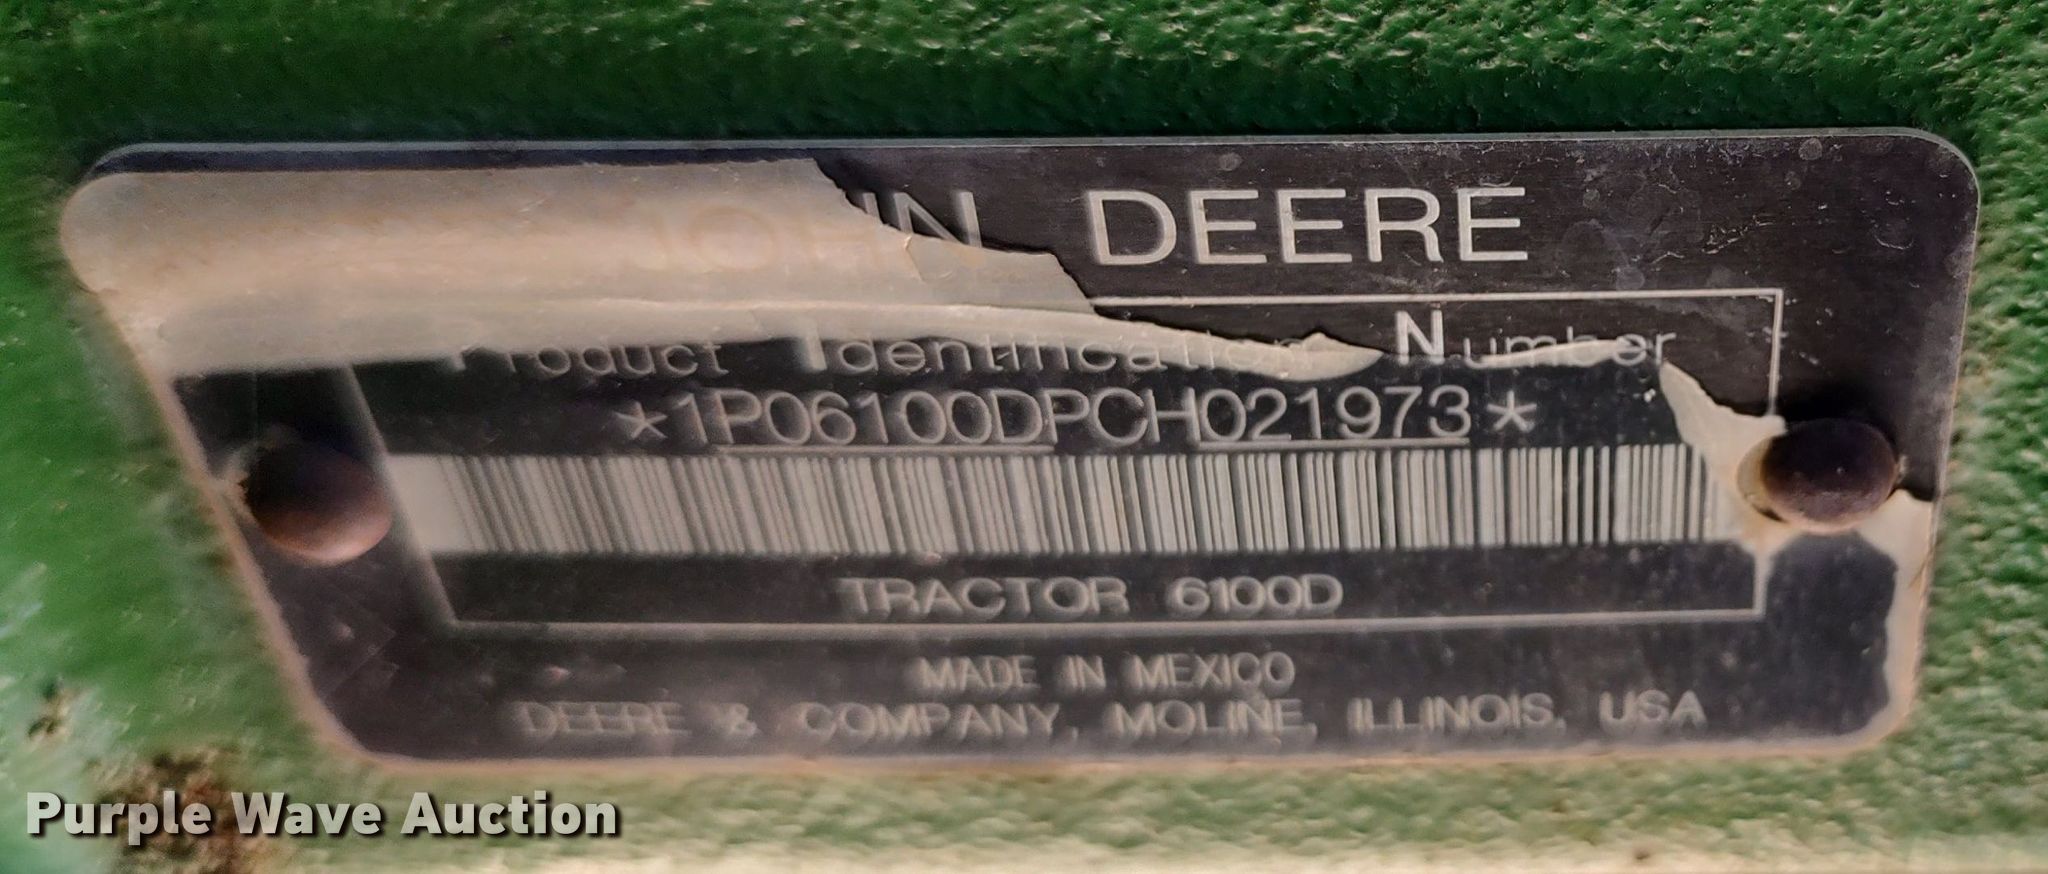 JOHN DEERE
Product Identification Number
*1P06100DPCH021973*
TRACTOR 6100D
MADE IN MEXICO
DEERE & COMPANY, MOLINE, ILLINOIS, USA
Purple Wave Auction